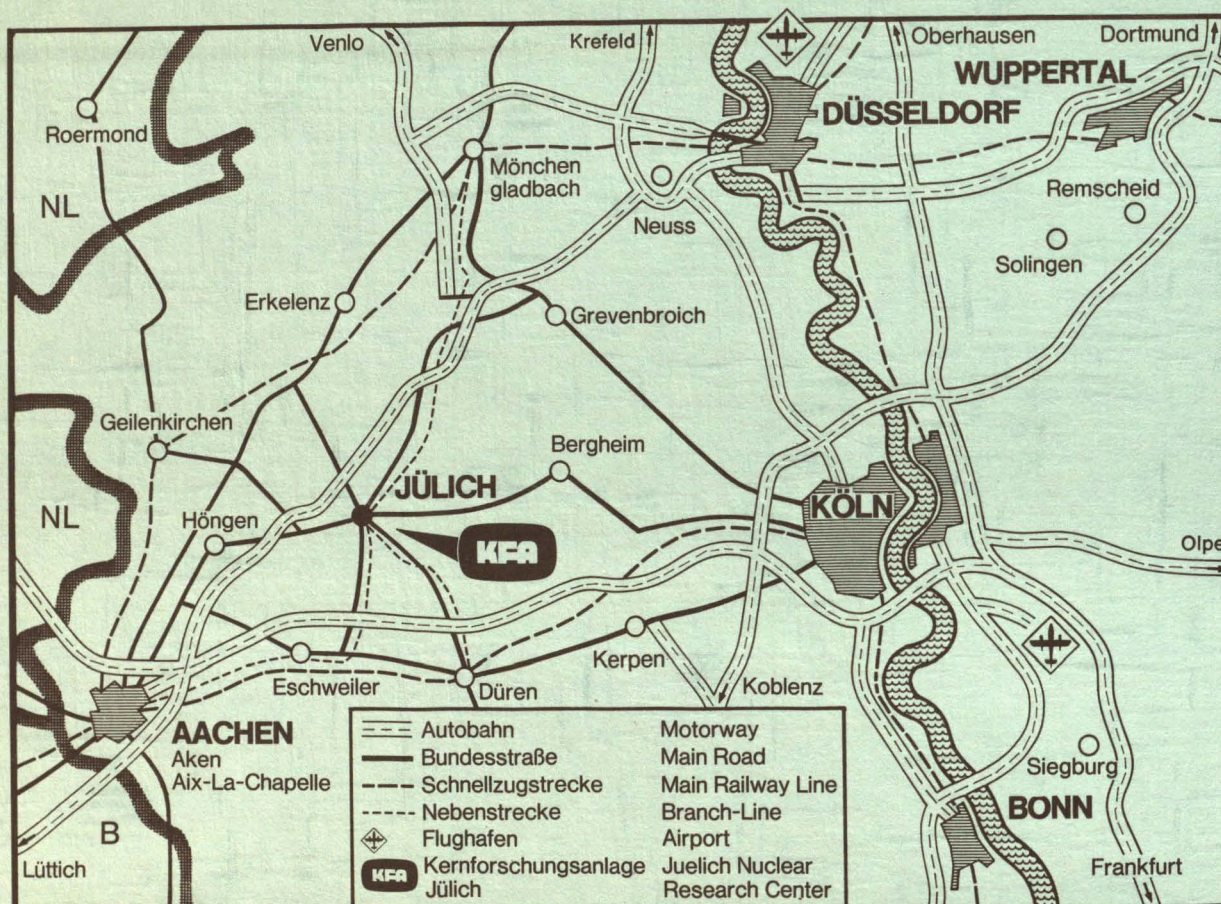 Venlo
Krefeld
Oberhausen
Dortmund
WUPPERTAL
DÜSSELDORF
Roermond
Mönchen
gladbach
NL
Neuss
Remscheid
Solingen
Erkelenz
Grevenbroich
Geilenkirchen
Bergheim
JÜLICH
NL
Höngen
KÖLN
KFA
Olpe
Kerpen
Eschweiler
Düren
Koblenz
AACHEN
Aken
Aix-La-Chapelle
Siegburg
BONN
B
Lüttich
Frankfurt
Autobahn Motorway
Bundesstraße Main Road
Schnellzugstrecke Main Railway Line
Nebenstrecke Branch-Line
Flughafen Airport
KFA Kernforschungsanlage Juelich Nuclear
Jülich Research Center